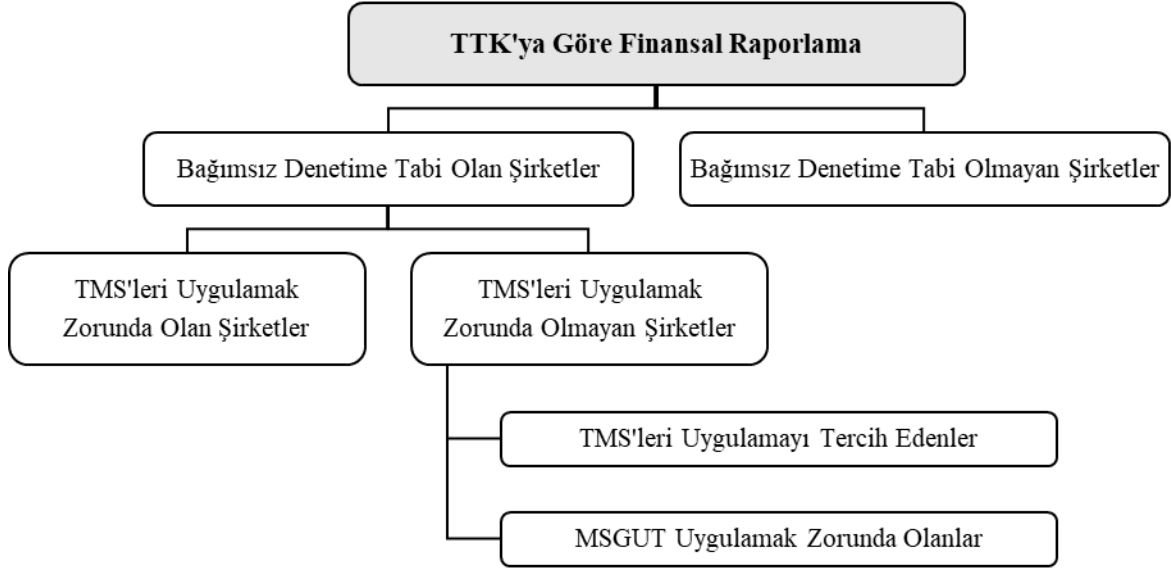 TTK'ya Göre Finansal Raporlama
Bağımsız Denetime Tabi Olan Şirketler
Bağımsız Denetime Tabi Olmayan Şirketler
TMS'leri Uygulamak
Zorunda Olan Şirketler
TMS'leri Uygulamak
Zorunda Olmayan Şirketler
TMS'leri Uygulamayı Tercih Edenler
MSGUT Uygulamak Zorunda Olanlar